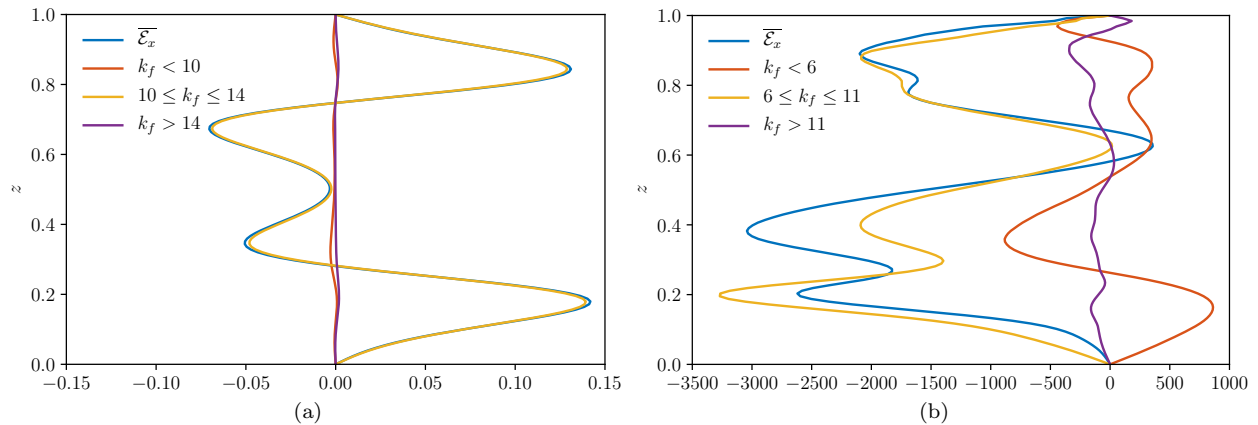 1.0
0.8
0.6
0.4
0.2
0.0
z
−0.15
−0.10
−0.05
0.00
0.05
0.10
0.15
$\overline{\mathcal{E}_x}$
$k_f < 10$
$10 \leq k_f \leq 14$
$k_f > 14$
(a)
1.0
0.8
0.6
0.4
0.2
0.0
z
−3500
−3000
−2500
−2000
−1500
−1000
−500
0
500
1000
$\overline{\mathcal{E}_x}$
$k_f < 6$
$6 \leq k_f \leq 11$
$k_f > 11$
(b)